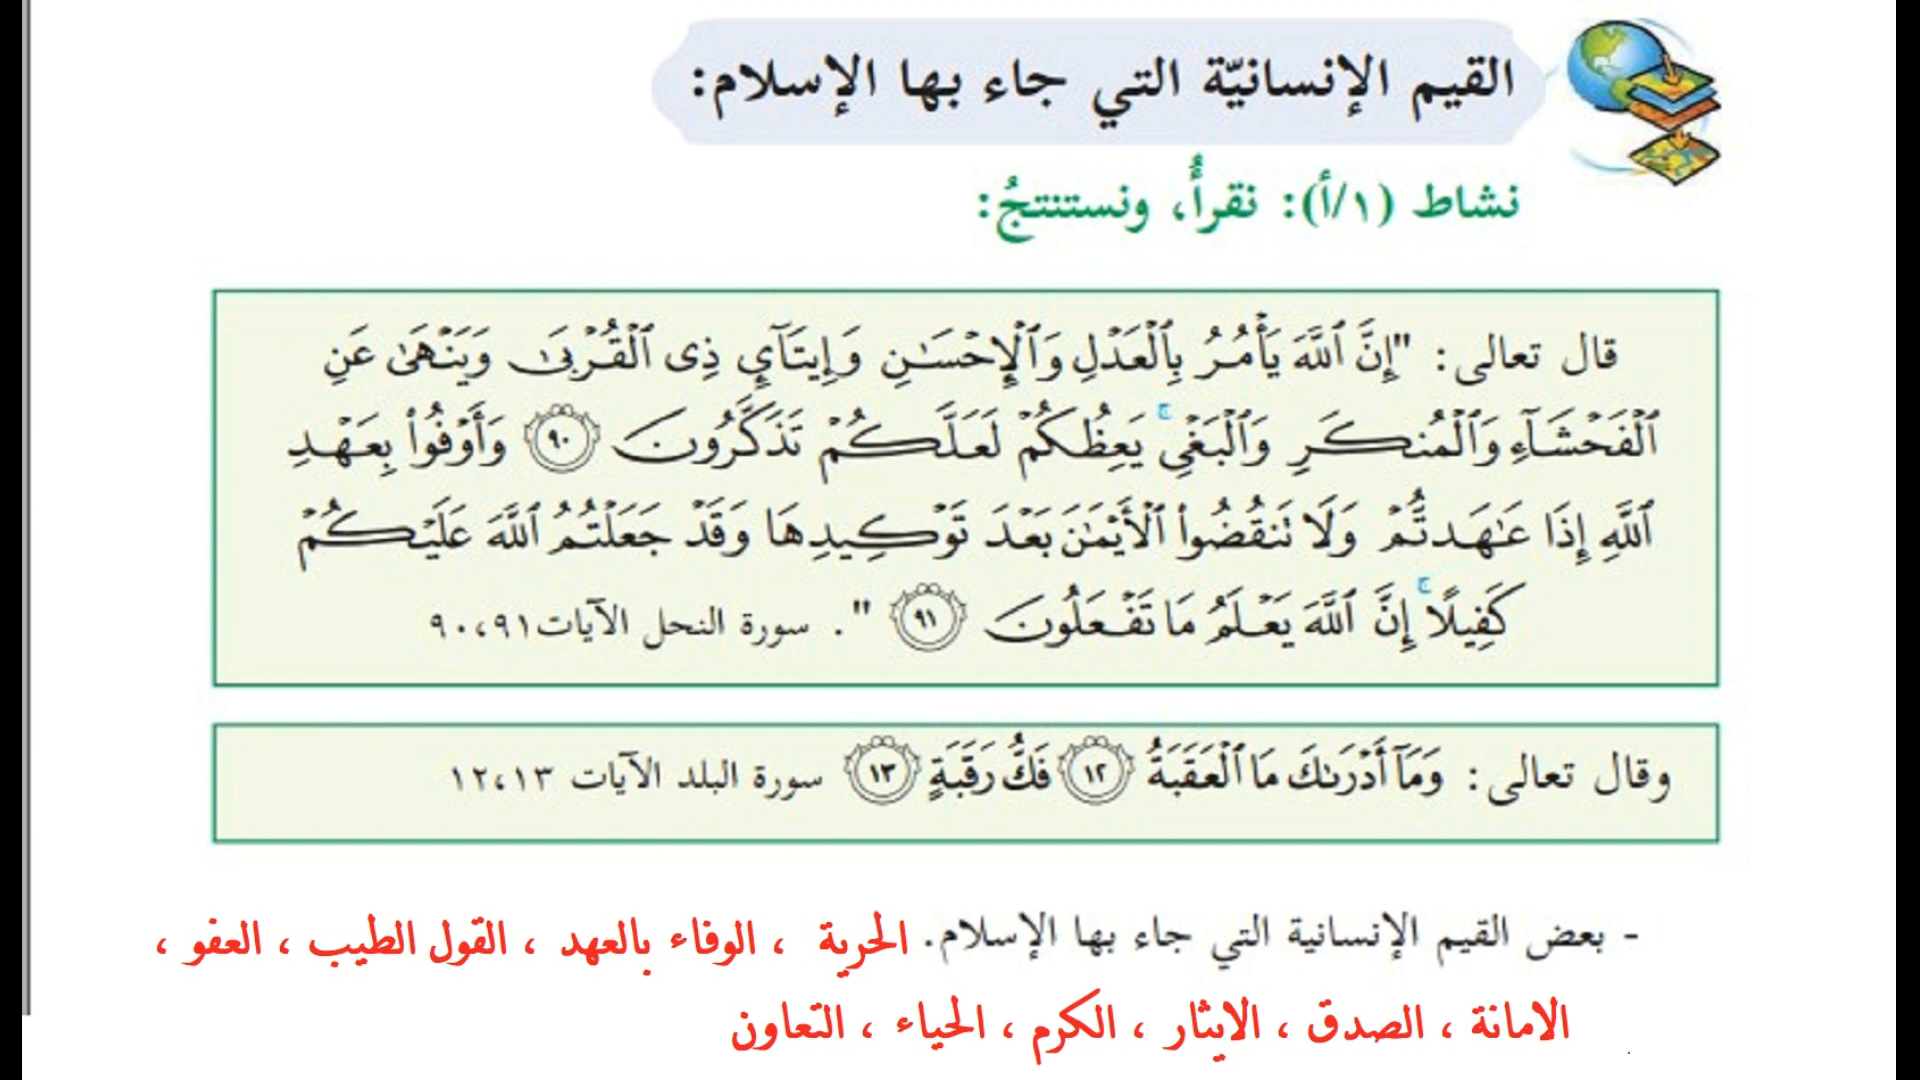 القيم الإنسانيّة التي جاء بها الإسلام:
نشاط (١/أ): نقرأُ، ونستنتجُ:
قال تعالى: "إِنَّ ٱللَّهَ يَأۡمُرُ بِٱلۡعَدۡلِ وَٱلۡإِحۡسَـٰنِ وَإِيتَآيِٕ ذِى ٱلۡقُرۡبَىٰ وَيَنۡهَىٰ عَنِ
ٱلۡفَحۡشَآءِ وَٱلۡمُنكَرِ وَٱلۡبَغۡيِۚ يَعِظُكُمۡ لَعَلَّكُمۡ تَذَكَّرُونَ ٩٠ وَأَوۡفُواْ بِعَهۡدِ
ٱللَّهِ إِذَا عَـٰهَدتُّمۡ وَلَا تَنقُضُواْ ٱلۡأَيۡمَـٰنَ بَعۡدَ تَوۡكِيدِهَا وَقَدۡ جَعَلۡتُمُ ٱللَّهَ عَلَيۡكُمۡ
كَفِيلًاۚ إِنَّ ٱللَّهَ يَعۡلَمُ مَا تَفۡعَلُونَ ٩١ ". سورة النحل الآيات٩٠،٩١
وقال تعالى: وَمَآ أَدۡرَىٰكَ مَا ٱلۡعَقَبَةُ ١٢ فَكُّ رَقَبَةٍ ١٣ سورة البلد الآيات ١٢،١٣
- بعض القيم الإنسانية التي جاء بها الإسلام. الحرية ، الوفاء بالعهد ، القول الطيب ، العفو ،
الامانة ، الصدق ، الايثار ، الكرم ، الحياء ، التعاون